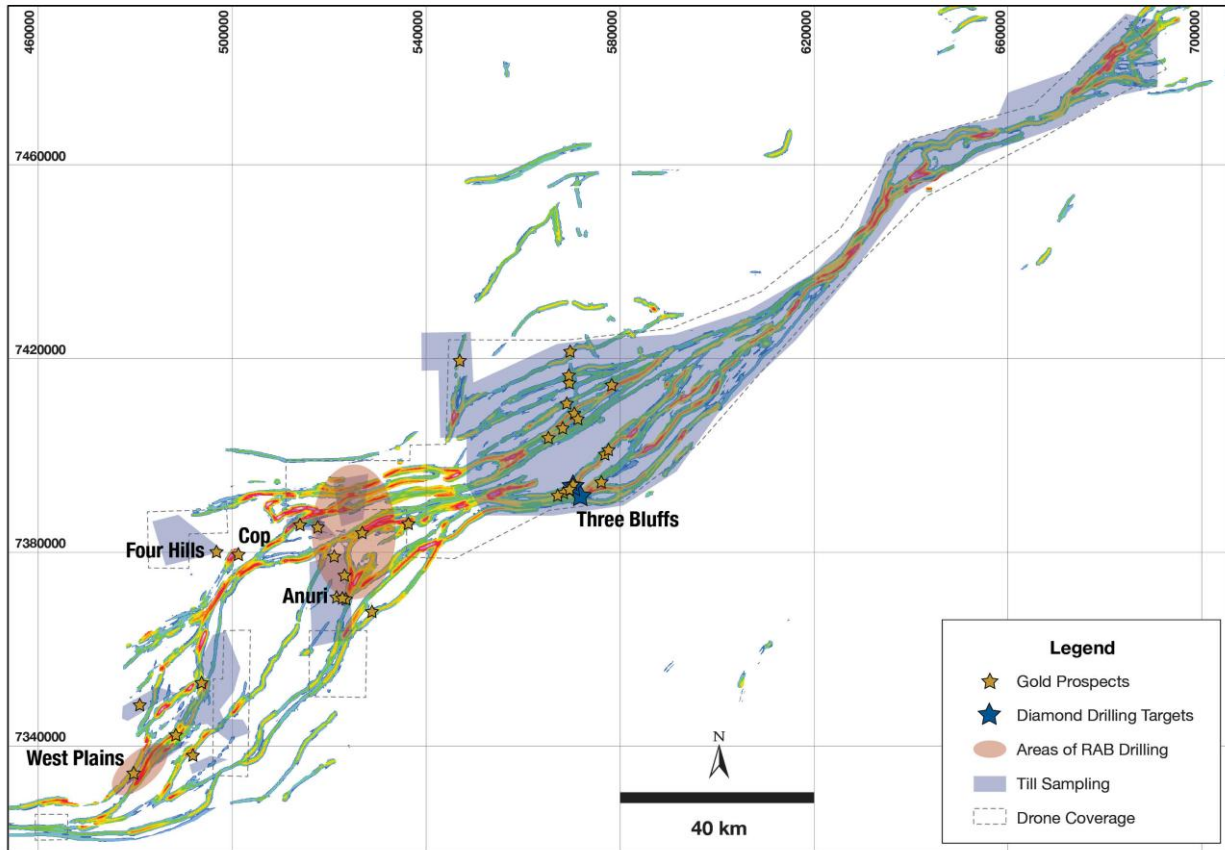 460000
500000
540000
580000
620000
660000
700000
7460000
7420000
7380000
7340000
Three Bluffs
Cop
Four Hills
Anuri
West Plains
N
40 km
Legend
Gold Prospects
Diamond Drilling Targets
Areas of RAB Drilling
Till Sampling
Drone Coverage